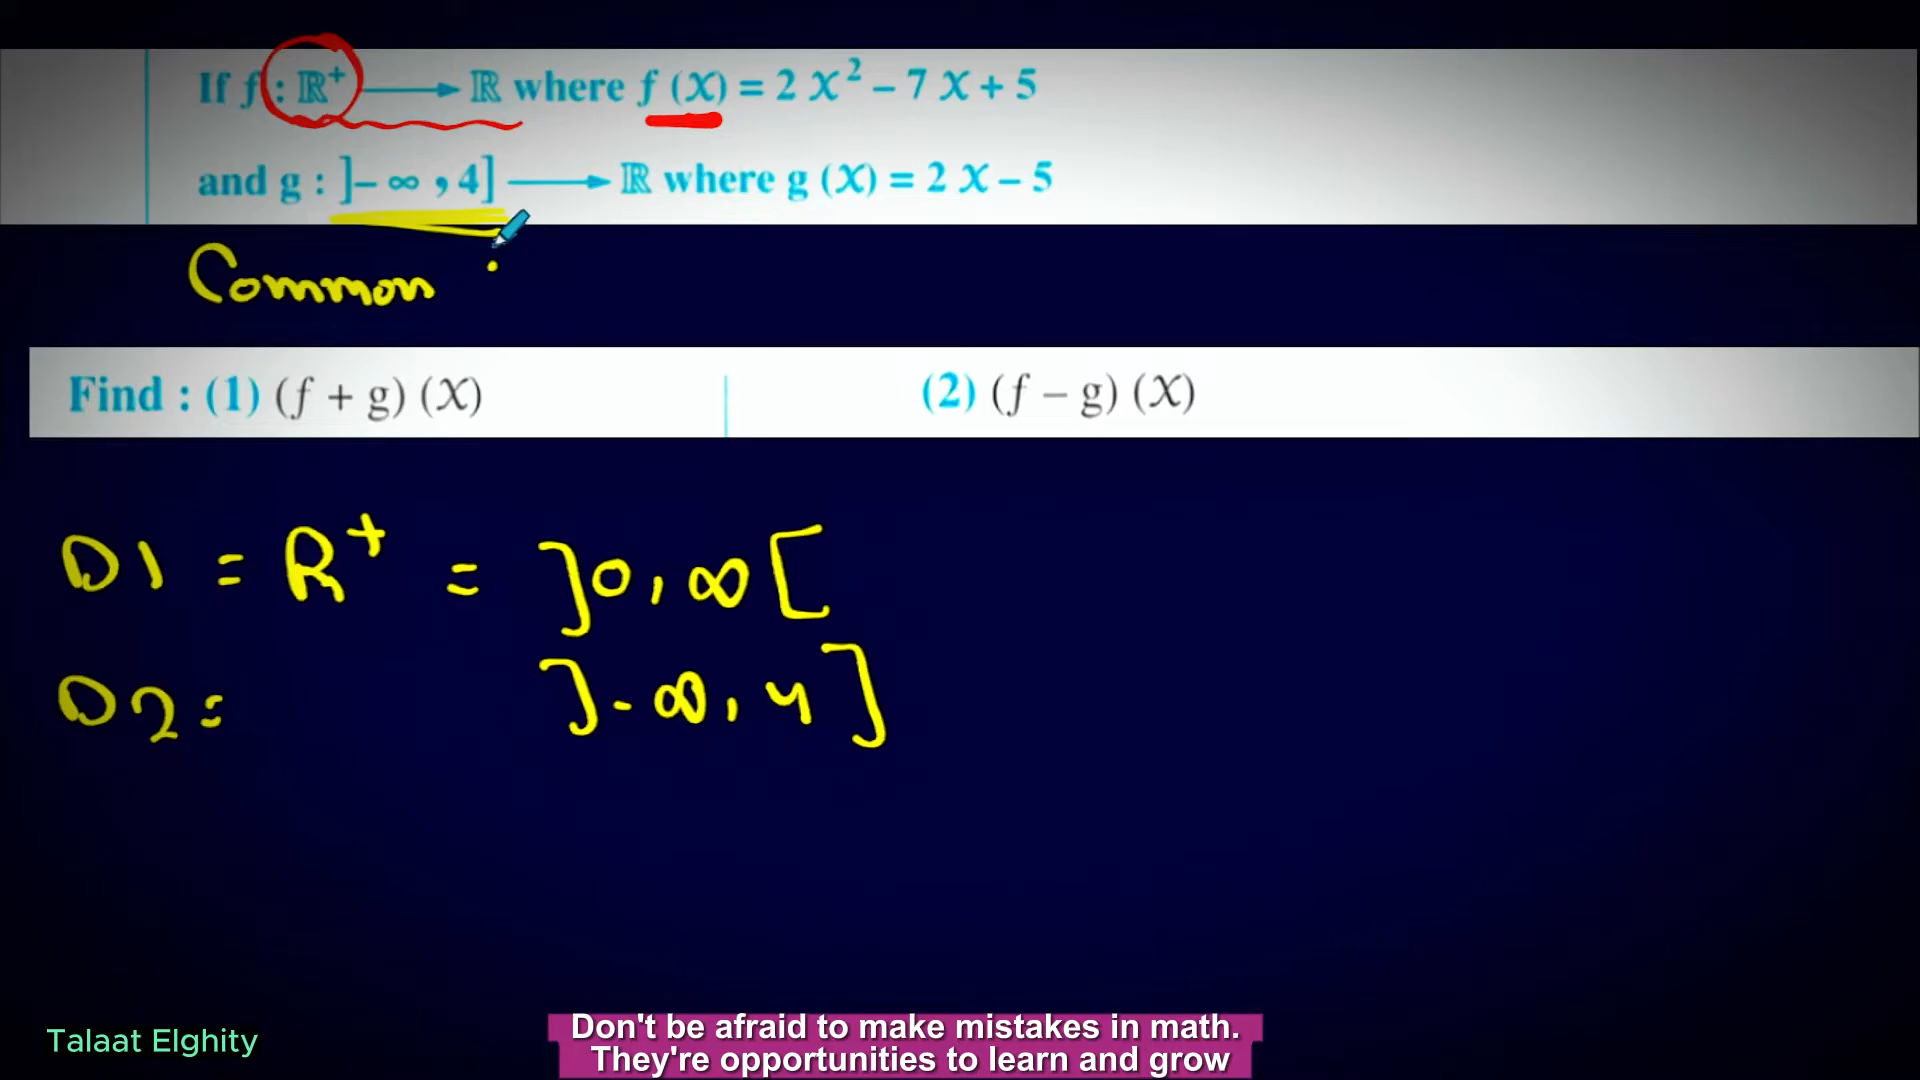 If f : ℝ⁺ ⟶ ℝ where f (X) = 2 X² – 7 X + 5
and g : ]– ∞ , 4] ⟶ ℝ where g (X) = 2 X – 5
Common :
Find : (1) (f + g) (X)
(2) (f – g) (X)
D1 = R⁺ = ]0, ∞[
D2 = ]- ∞, 4]
Talaat Elghity
Don't be afraid to make mistakes in math.
They're opportunities to learn and grow